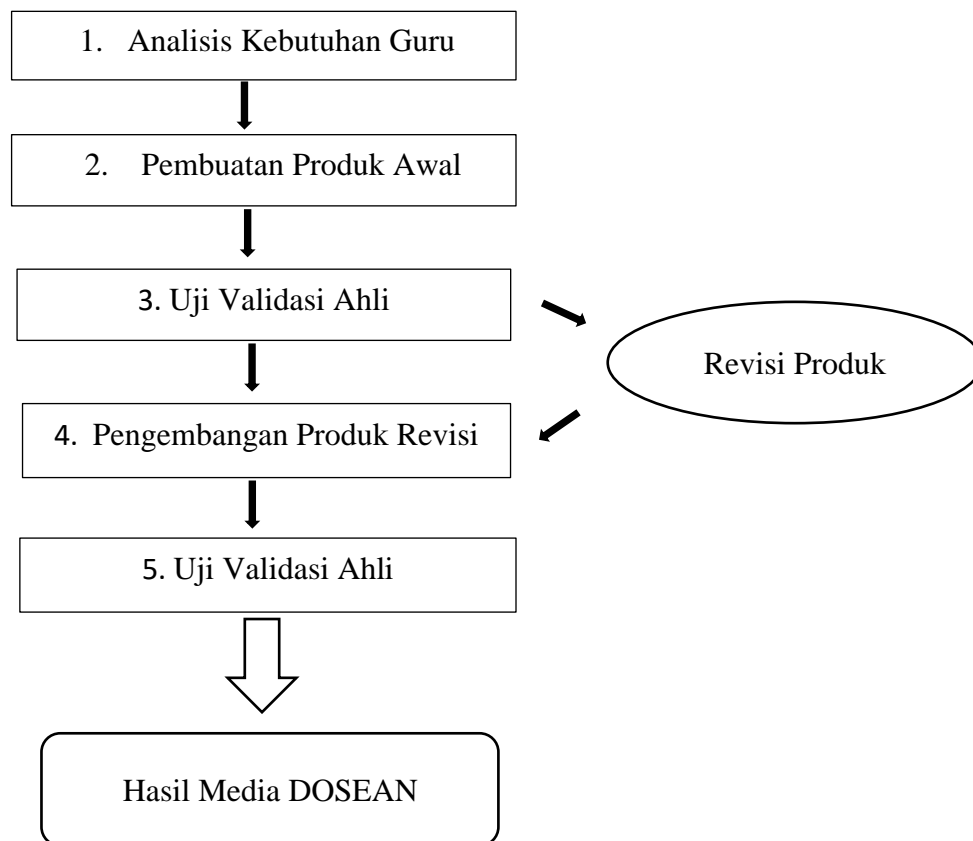 1. Analisis Kebutuhan Guru
2. Pembuatan Produk Awal
3. Uji Validasi Ahli
Revisi Produk
4. Pengembangan Produk Revisi
5. Uji Validasi Ahli
Hasil Media DOSEAN